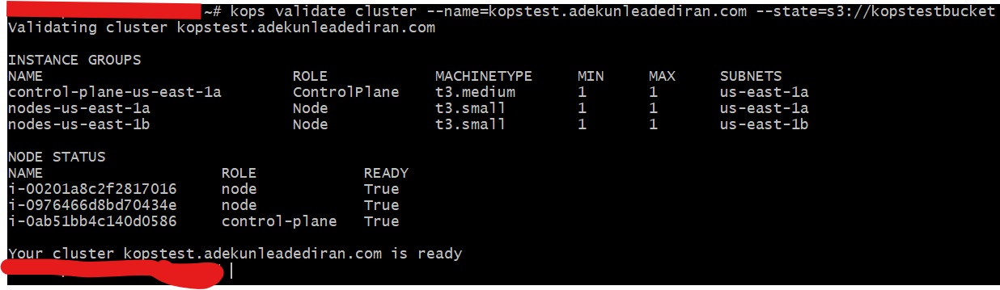 ~# kops validate cluster --name=kopstest.adekunleadediran.com --state=s3://kopstestbucket
Validating cluster kopstest.adekunleadediran.com
INSTANCE GROUPS
NAME ROLE MACHINETYPE MIN MAX SUBNETS
control-plane-us-east-1a ControlPlane t3.medium 1 1 us-east-1a
nodes-us-east-1a Node t3.small 1 1 us-east-1a
nodes-us-east-1b Node t3.small 1 1 us-east-1b
NODE STATUS
NAME ROLE READY
i-00201a8c2f2817016 node True
i-0976466d8bd70434e node True
i-0ab51bb4c140d0586 control-plane True
Your cluster kopstest.adekunleadediran.com is ready